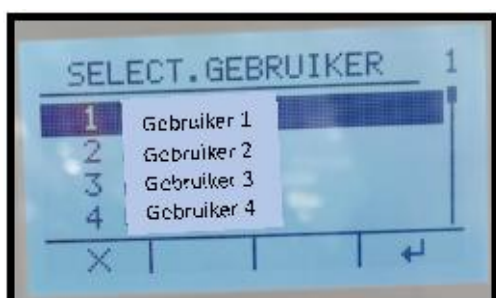 SELECT.GEBRUIKER 1
1 Gebruiker 1
2 Gebruiker 2
3 Gebruiker 3
4 Gebruiker 4
X ↵